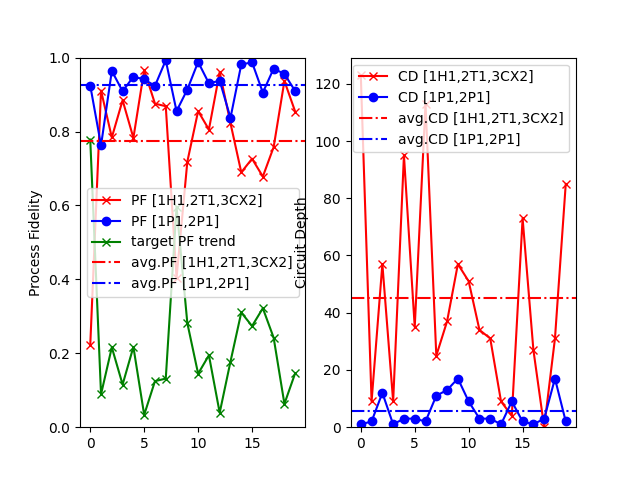 1.0
0.8
0.6
0.4
0.2
0.0
Process Fidelity
0
5
10
15
PF [1H1,2T1,3CX2]
PF [1P1,2P1]
target PF trend
avg.PF [1H1,2T1,3CX2]
avg.PF [1P1,2P1]
120
100
80
60
40
20
0
Circuit Depth
0
5
10
15
CD [1H1,2T1,3CX2]
CD [1P1,2P1]
avg.CD [1H1,2T1,3CX2]
avg.CD [1P1,2P1]